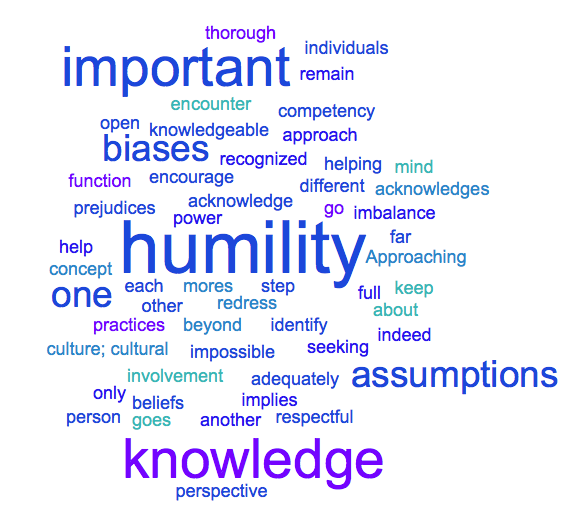 thorough
important individuals
remain
encounter
competency
open knowledgeable approach
biases recognized helping mind
function encourage different acknowledges
prejudices acknowledge go imbalance
power
help humility far
concept Approaching
one each mores step full keep
other redress about
practices beyond identify indeed
culture; cultural impossible seeking
involvement adequately assumptions
only beliefs implies
person goes another respectful
knowledge
perspective